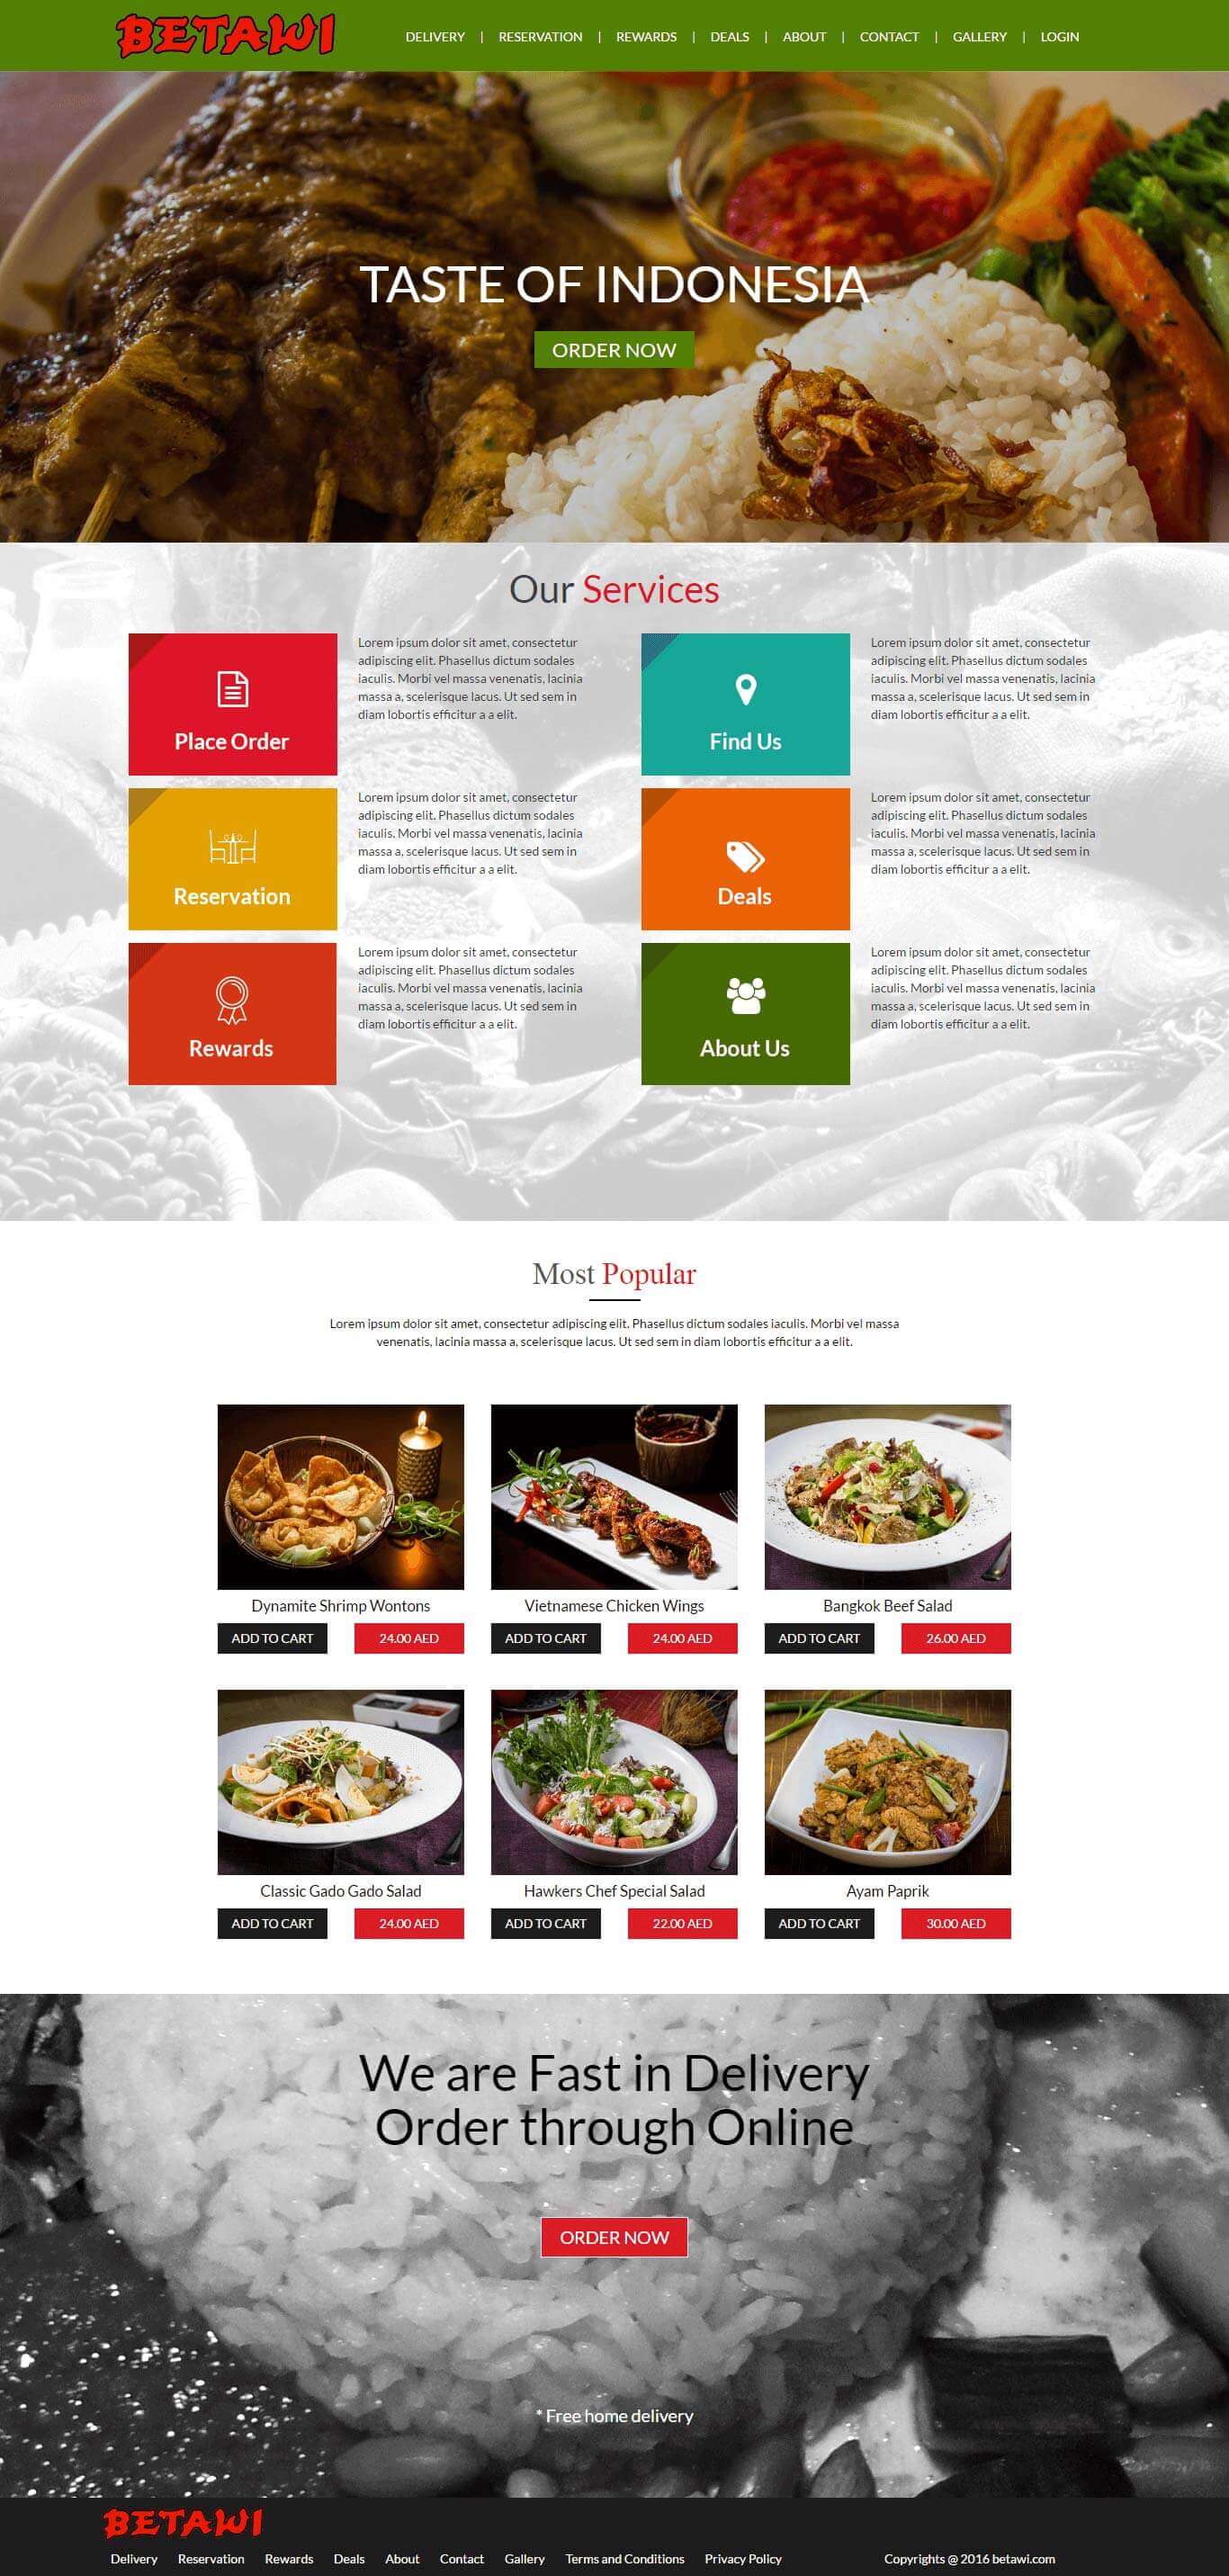 BETAWI
DELIVERY | RESERVATION | REWARDS | DEALS | ABOUT | CONTACT | GALLERY | LOGIN
TASTE OF INDONESIA
ORDER NOW
Our Services
Place Order
Lorem ipsum dolor sit amet, consectetur
adipiscing elit. Phasellus dictum sodales
iaculis. Morbi vel massa venenatis, lacinia
massa a, scelerisque lacus. Ut sed sem in
diam lobortis efficitur a a elit.
Find Us
Lorem ipsum dolor sit amet, consectetur
adipiscing elit. Phasellus dictum sodales
iaculis. Morbi vel massa venenatis, lacinia
massa a, scelerisque lacus. Ut sed sem in
diam lobortis efficitur a a elit.
Reservation
Lorem ipsum dolor sit amet, consectetur
adipiscing elit. Phasellus dictum sodales
iaculis. Morbi vel massa venenatis, lacinia
massa a, scelerisque lacus. Ut sed sem in
diam lobortis efficitur a a elit.
Deals
Lorem ipsum dolor sit amet, consectetur
adipiscing elit. Phasellus dictum sodales
iaculis. Morbi vel massa venenatis, lacinia
massa a, scelerisque lacus. Ut sed sem in
diam lobortis efficitur a a elit.
Rewards
Lorem ipsum dolor sit amet, consectetur
adipiscing elit. Phasellus dictum sodales
iaculis. Morbi vel massa venenatis, lacinia
massa a, scelerisque lacus. Ut sed sem in
diam lobortis efficitur a a elit.
About Us
Lorem ipsum dolor sit amet, consectetur
adipiscing elit. Phasellus dictum sodales
iaculis. Morbi vel massa venenatis, lacinia
massa a, scelerisque lacus. Ut sed sem in
diam lobortis efficitur a a elit.
Most Popular
Lorem ipsum dolor sit amet, consectetur adipiscing elit. Phasellus dictum sodales iaculis. Morbi vel massa
venenatis, lacinia massa a, scelerisque lacus. Ut sed sem in diam lobortis efficitur a a elit.
Dynamite Shrimp Wontons
ADD TO CART 24.00 AED
Vietnamese Chicken Wings
ADD TO CART 24.00 AED
Bangkok Beef Salad
ADD TO CART 26.00 AED
Classic Gado Gado Salad
ADD TO CART 24.00 AED
Hawkers Chef Special Salad
ADD TO CART 22.00 AED
Ayam Paprik
ADD TO CART 30.00 AED
We are Fast in Delivery
Order through Online
ORDER NOW
* Free home delivery
BETAWI
Delivery Reservation Rewards Deals About Contact Gallery Terms and Conditions Privacy Policy Copyrights @ 2016 betawi.com